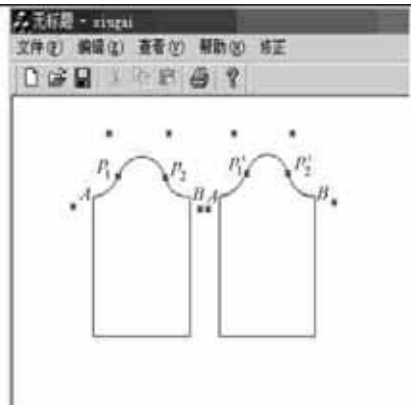 无标题 - xiugai
文件(F) 编辑(E) 查看(V) 帮助(H) 修正
P₁ P₂ P₁′ P₂′
A B A B